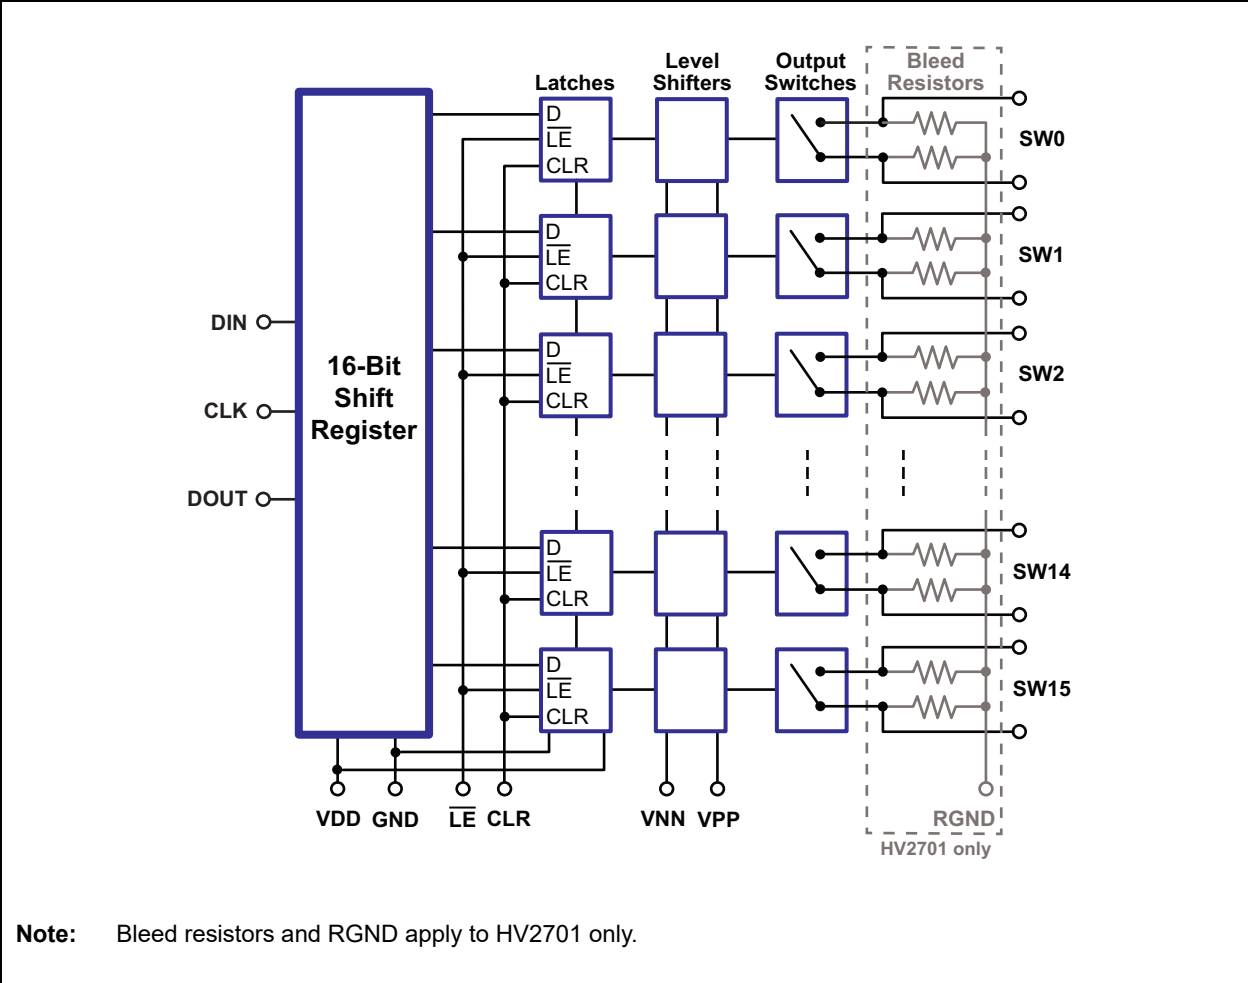 Latches
Level
Shifters
Output
Switches
Bleed
Resistors
D
LE
CLR
SW0
D
LE
CLR
SW1
DIN
16-Bit
Shift
Register
D
LE
CLR
SW2
CLK
DOUT
D
LE
CLR
SW14
D
LE
CLR
SW15
VDD
GND
LE
CLR
VNN
VPP
RGND
HV2701 only
Note: Bleed resistors and RGND apply to HV2701 only.